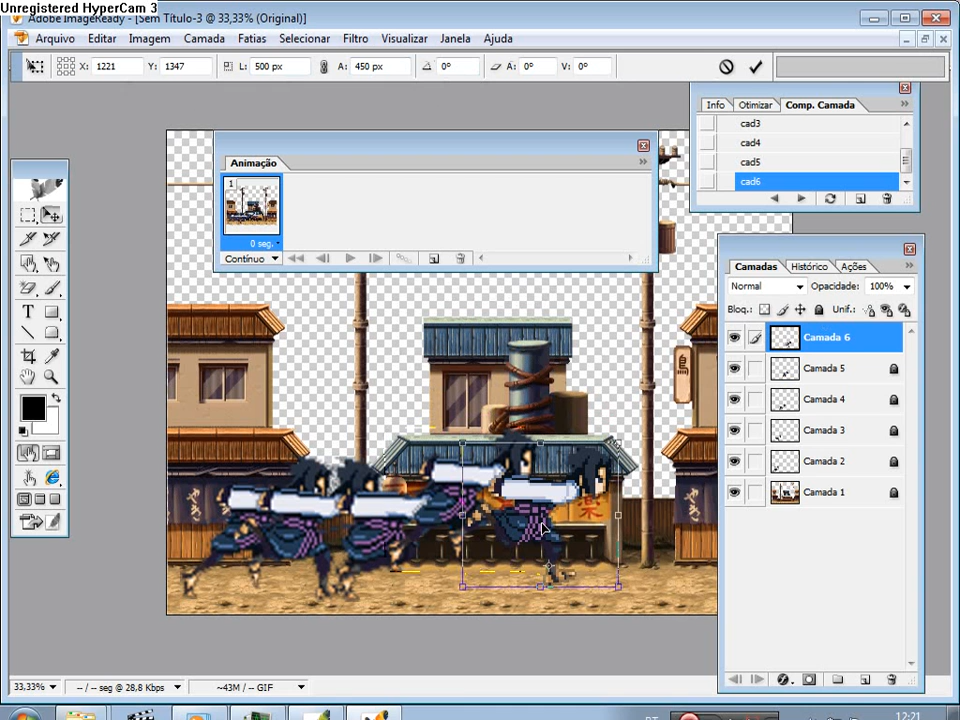 Unregistered HyperCam 3
Adobe ImageReady - [Sem Título-3 @ 33,33% (Original)]
Arquivo Editar Imagem Camada Fatias Selecionar Filtro Visualizar Janela Ajuda
X: 1221 Y: 1347 L: 500 px A: 450 px 0° A: 0° V: 0°
Info Otimizar Comp. Camada
cad3
cad4
cad5
cad6
Animação
1
0 seg.
Contínuo
Camadas Histórico Ações
Normal Opacidade: 100%
Bloq.: Unif.:
Camada 6
Camada 5
Camada 4
Camada 3
Camada 2
Camada 1
33,33% -- / -- seg @ 28,8 Kbps ~43M / -- GIF
PT 12:21